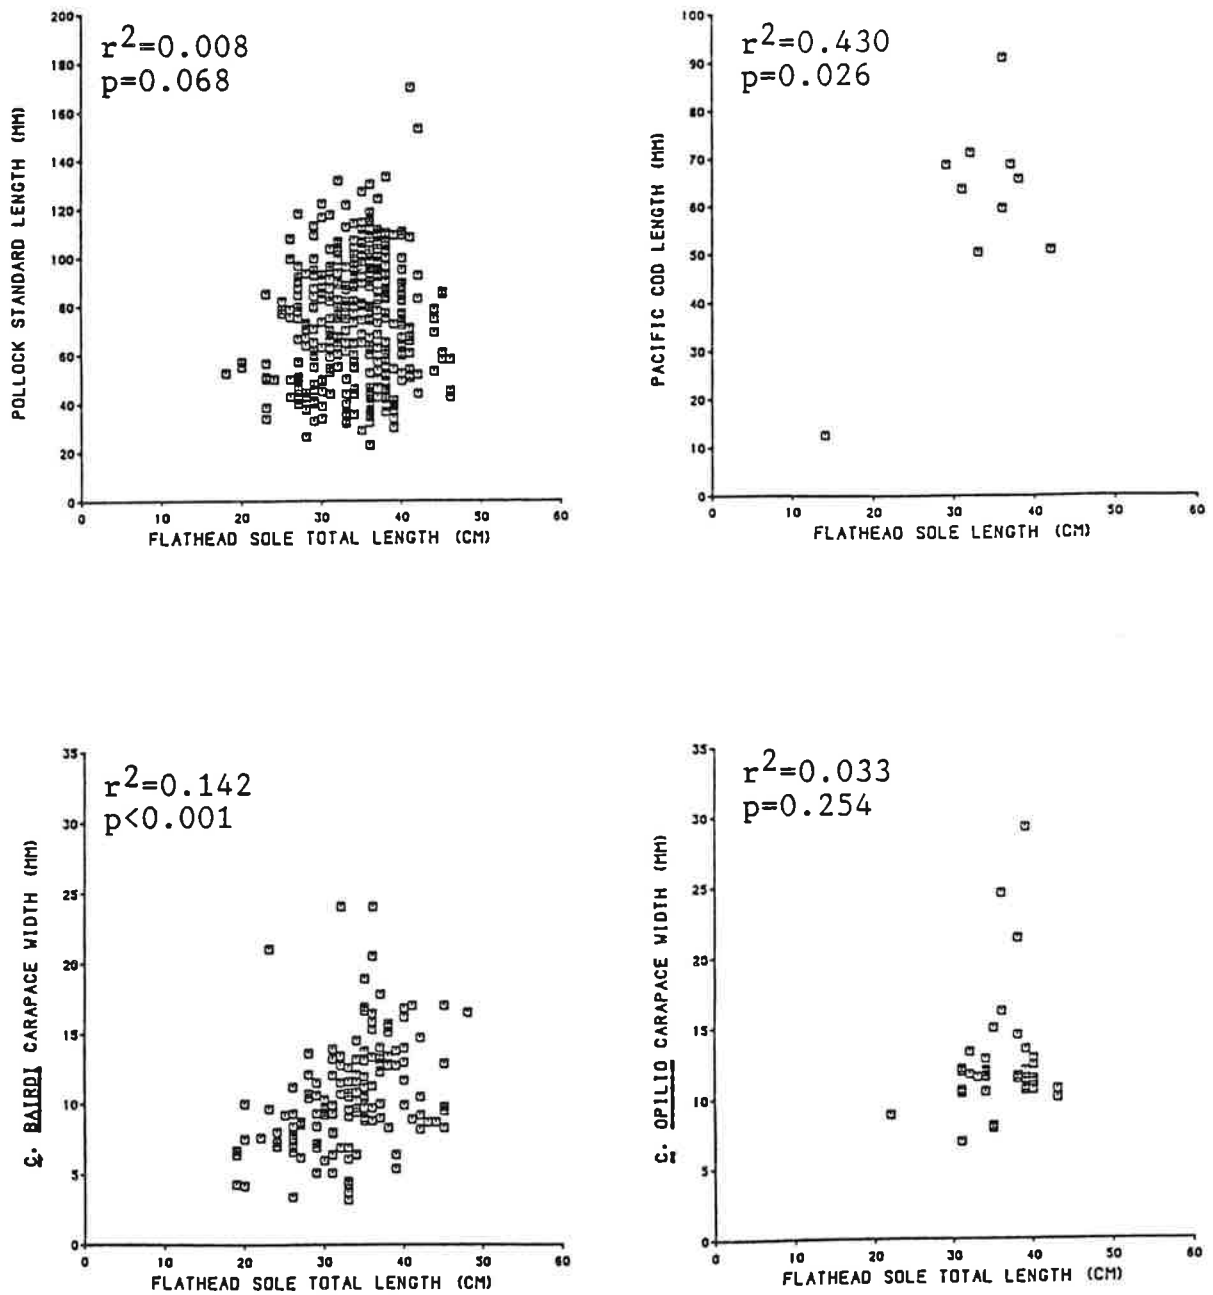 r2=0.008
p=0.068
POLLOCK STANDARD LENGTH (MM)
200
180
160
140
120
100
80
60
40
20
0
0 10 20 30 40 50 60
FLATHEAD SOLE TOTAL LENGTH (CM)
r2=0.430
p=0.026
PACIFIC COD LENGTH (MM)
100
90
80
70
60
50
40
30
20
10
0
0 10 20 30 40 50 60
FLATHEAD SOLE LENGTH (CM)
r2=0.142
p<0.001
C. BAIRDI CARAPACE WIDTH (MM)
35
30
25
20
15
10
5
0
0 10 20 30 40 50 60
FLATHEAD SOLE TOTAL LENGTH (CM)
r2=0.033
p=0.254
C. OPILIO CARAPACE WIDTH (MM)
35
30
25
20
15
10
5
0
0 10 20 30 40 50 60
FLATHEAD SOLE TOTAL LENGTH (CM)